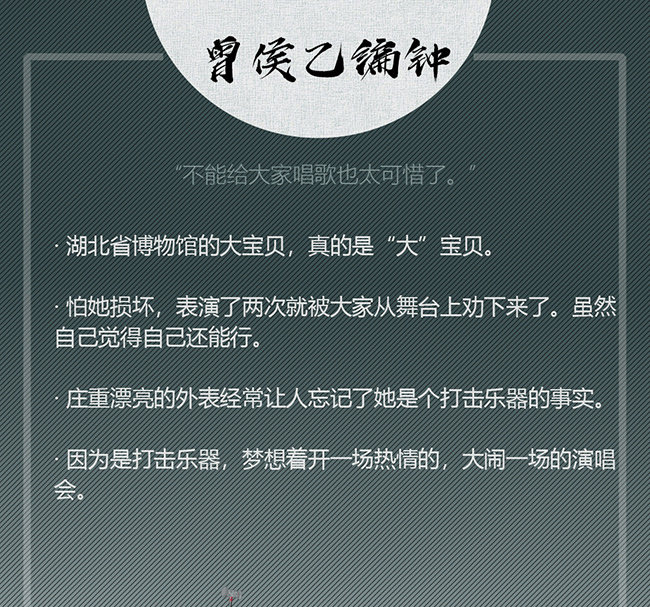 曾侯乙编钟
“不能给大家唱歌也太可惜了。”
· 湖北省博物馆的大宝贝，真的是“大”宝贝。
· 怕她损坏，表演了两次就被大家从舞台上劝下来了。虽然
自己觉得自己还能行。
· 庄重漂亮的外表经常让人忘记了她是个打击乐器的事实。
· 因为是打击乐器，梦想着开一场热情的，大闹一场的演唱
会。